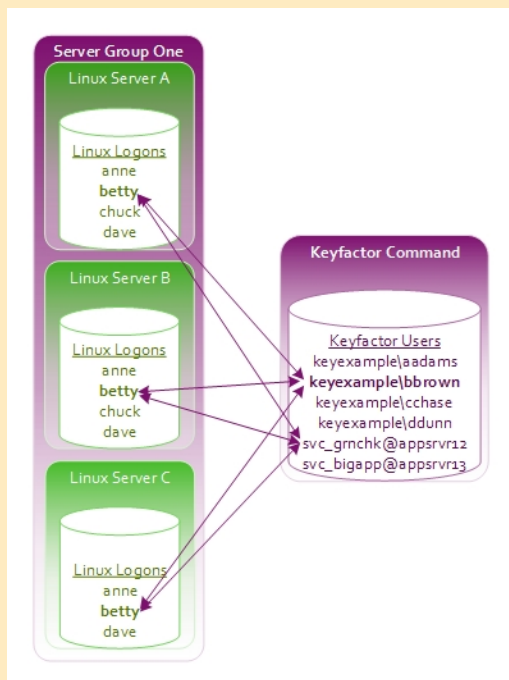 Server Group One
Linux Server A
Linux Logons
anne
betty
chuck
dave
Linux Server B
Linux Logons
anne
betty
chuck
dave
Linux Server C
Linux Logons
anne
betty
dave
Keyfactor Command
Keyfactor Users
keyexample\aadams
keyexample\bbrown
keyexample\cchase
keyexample\ddunn
svc_grnchk@appsrvr12
svc_bigapp@appsrvr13